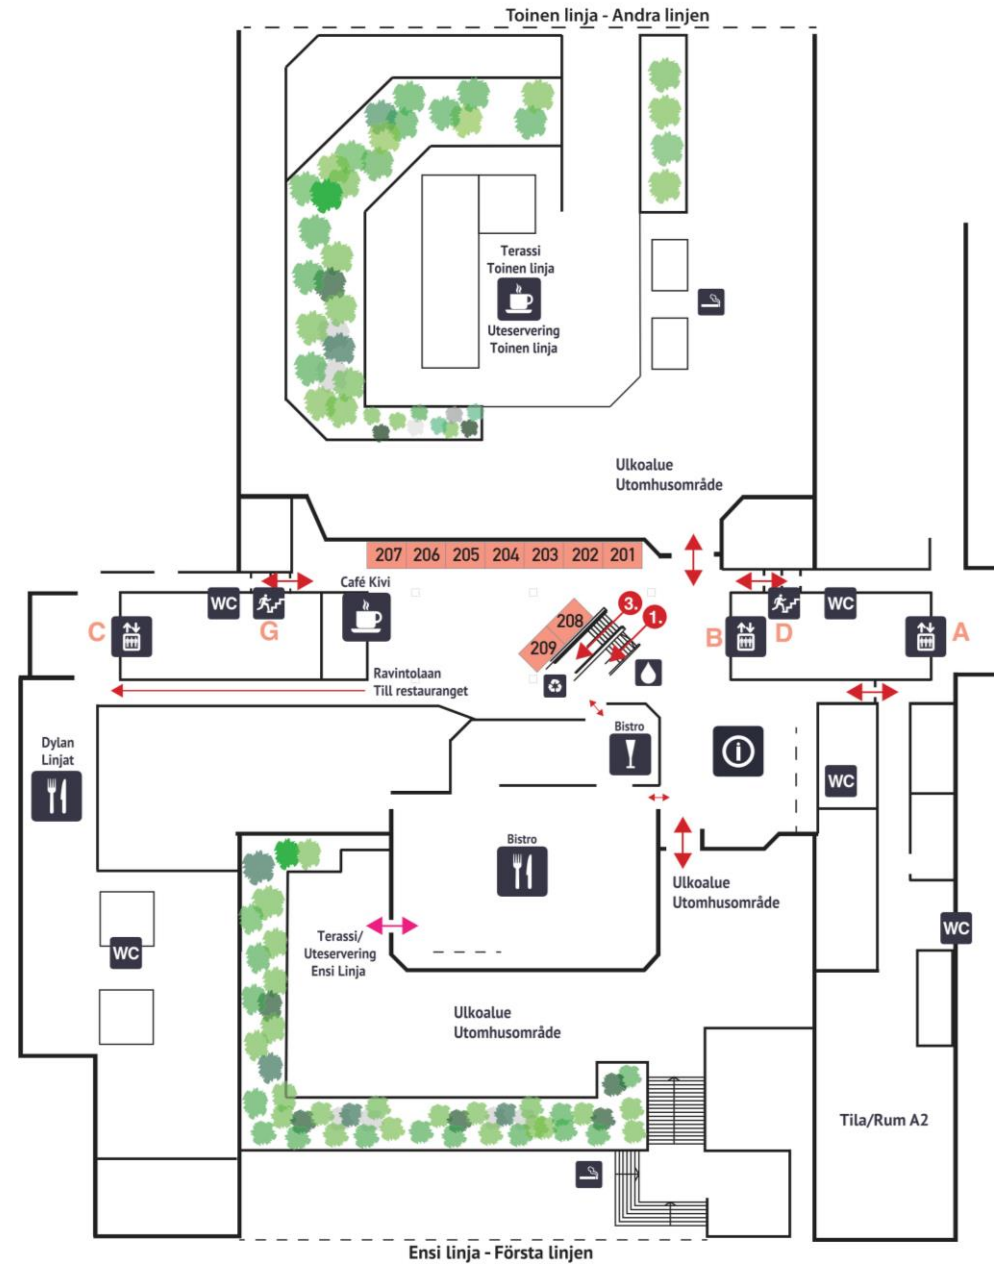 Toinen linja - Andra linjen
Terassi
Toinen linja
Uteservering
Toinen linja
Ulkoalue
Utomhusområde
207 206 205 204 203 202 201
Café Kivi
WC
G
C
208
209
3.
1.
B
D
WC
A
Ravintolaan
Till restauranget
Dylan
Linjat
Bistro
WC
Bistro
Ulkoalue
Utomhusområde
Terassi/
Uteservering
Ensi Linja
WC
WC
Ulkoalue
Utomhusområde
Tila/Rum A2
Ensi linja - Första linjen